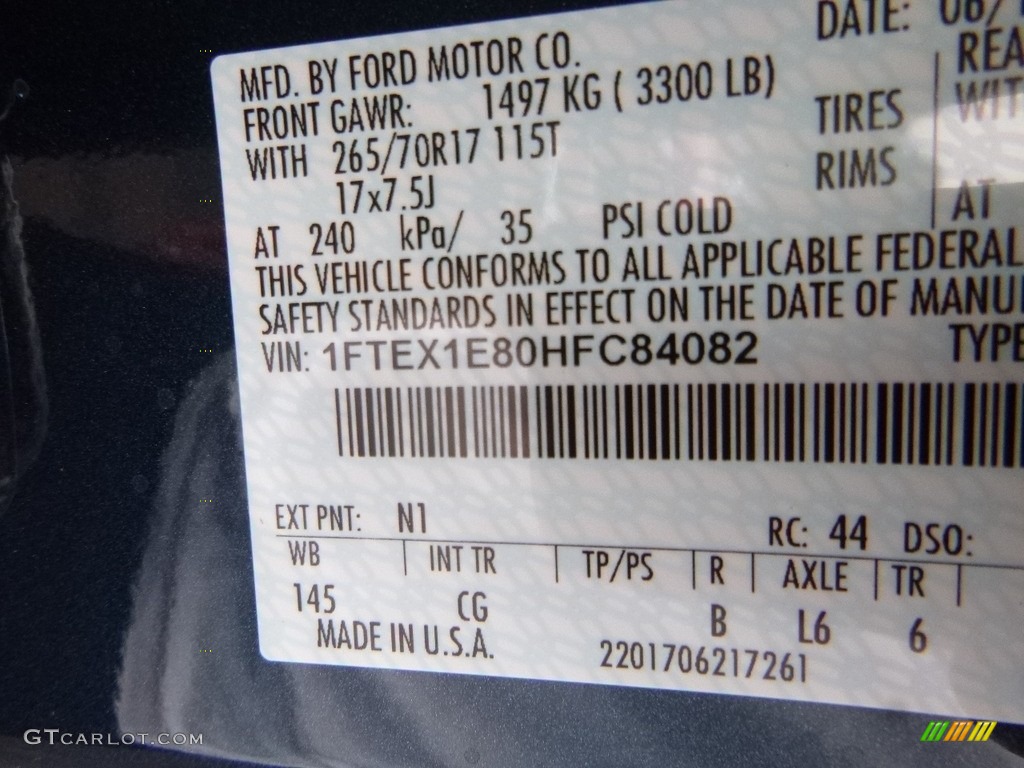 MFD. BY FORD MOTOR CO. DATE:
FRONT GAWR: 1497 KG ( 3300 LB)
WITH 265/70R17 115T TIRES
17x7.5J RIMS
AT 240 kPa/ 35 PSI COLD AT
THIS VEHICLE CONFORMS TO ALL APPLICABLE FEDERAL
SAFETY STANDARDS IN EFFECT ON THE DATE OF MANU
VIN: 1FTEX1E80HFC84082 TYPE
EXT PNT: N1 RC: 44 DSO:
WB INT TR TP/PS R AXLE TR
145 CG B L6 6
MADE IN U.S.A. 2201706217261
GTCARLOT.COM